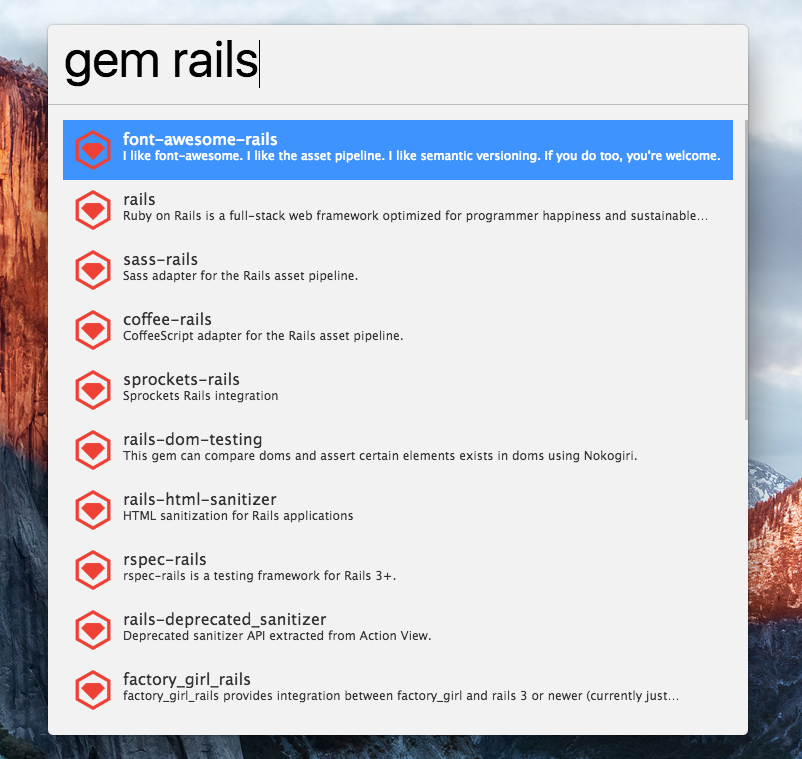 gem rails
font-awesome-rails
I like font-awesome. I like the asset pipeline. I like semantic versioning. If you do too, you're welcome.
rails
Ruby on Rails is a full-stack web framework optimized for programmer happiness and sustainable...
sass-rails
Sass adapter for the Rails asset pipeline.
coffee-rails
CoffeeScript adapter for the Rails asset pipeline.
sprockets-rails
Sprockets Rails integration
rails-dom-testing
This gem can compare doms and assert certain elements exists in doms using Nokogiri.
rails-html-sanitizer
HTML sanitization for Rails applications
rspec-rails
rspec-rails is a testing framework for Rails 3+.
rails-deprecated_sanitizer
Deprecated sanitizer API extracted from Action View.
factory_girl_rails
factory_girl_rails provides integration between factory_girl and rails 3 or newer (currently just...